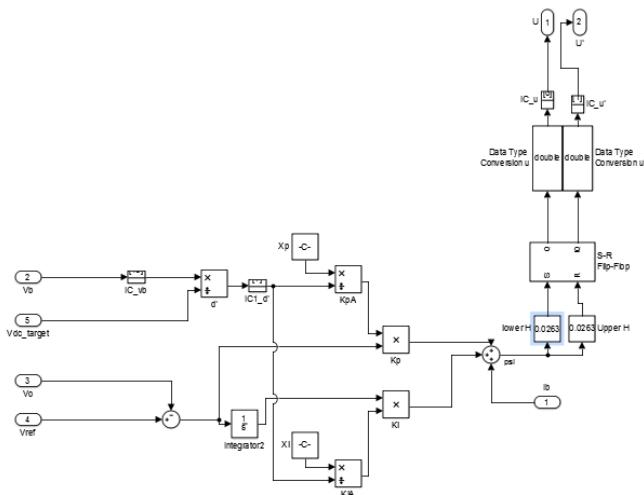 U
1
2
U'
IC_u
IC_u'
Data Type
Conversion u
double
double
Data Type
Conversion u
S-R
Flip-Flop
S
R
lower H
0.0263
0.0263
Upper H
Xp
-C-
KpA
2
Vb
IC_vb
d'
IC1_d'
5
Vdc_target
Kp
psi
3
Vo
4
Vref
1
Integrator2
KI
Ib
1
XI
-C-
KIA